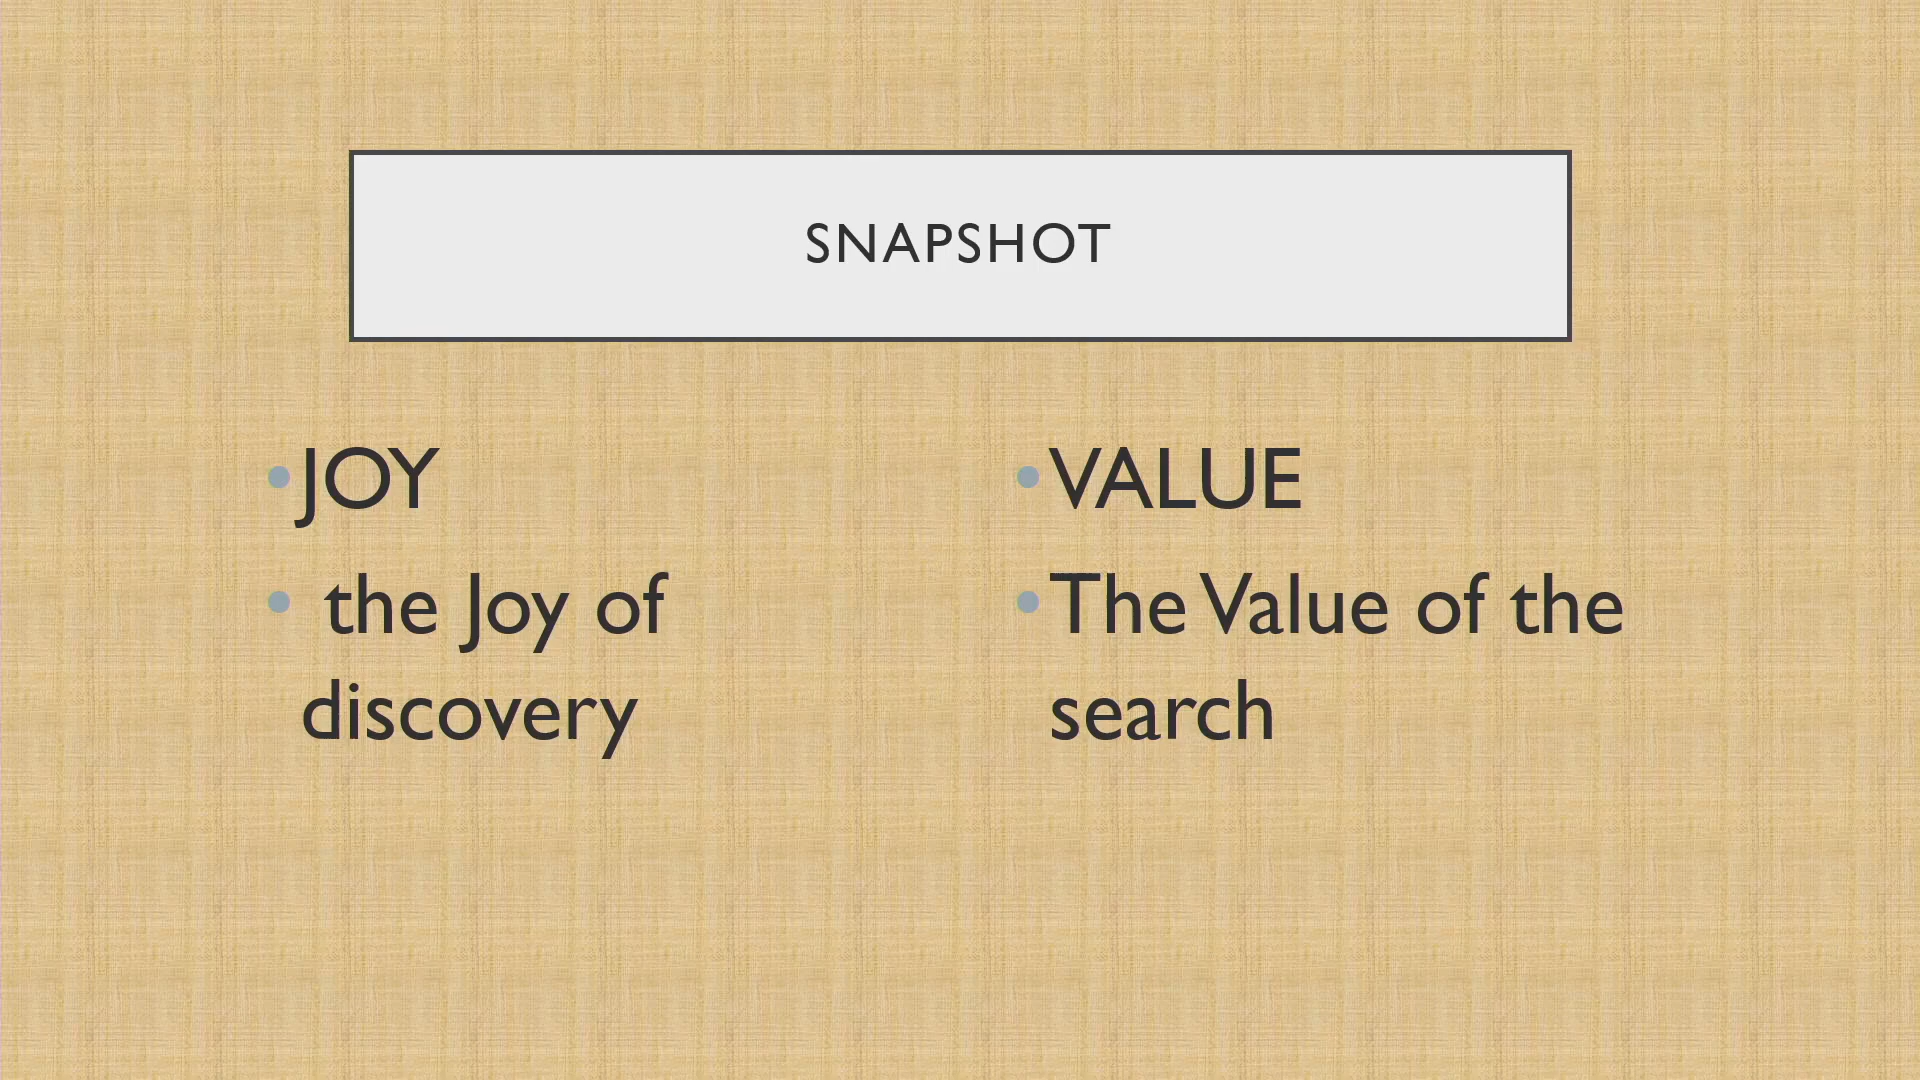 SNAPSHOT
• JOY
• the Joy of
discovery
• VALUE
• The Value of the
search